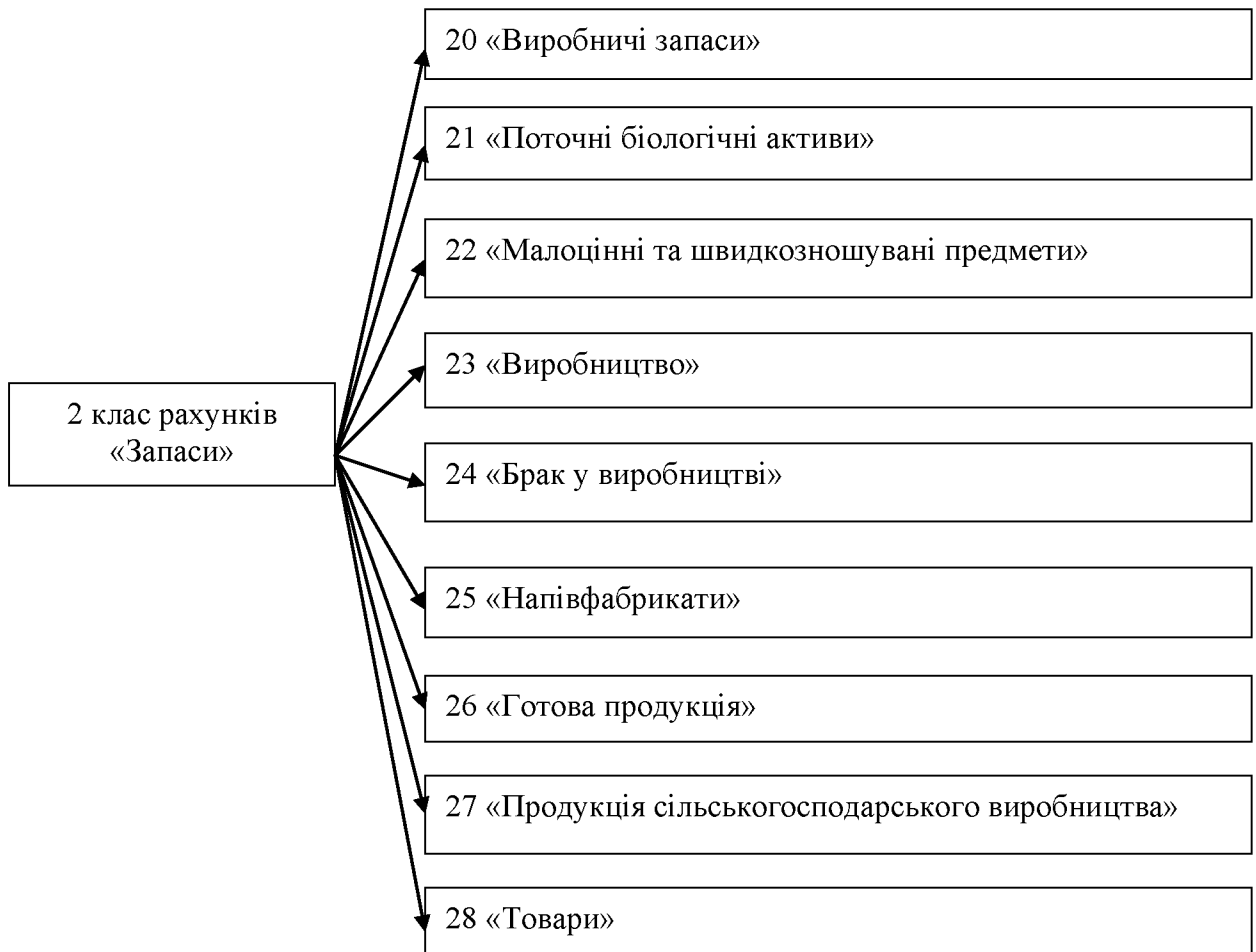 20 «Виробничі запаси»
21 «Поточні біологічні активи»
22 «Малоцінні та швидкозношувані предмети»
23 «Виробництво»
2 клас рахунків
«Запаси»
24 «Брак у виробництві»
25 «Напівфабрикати»
26 «Готова продукція»
27 «Продукція сільськогосподарського виробництва»
28 «Товари»